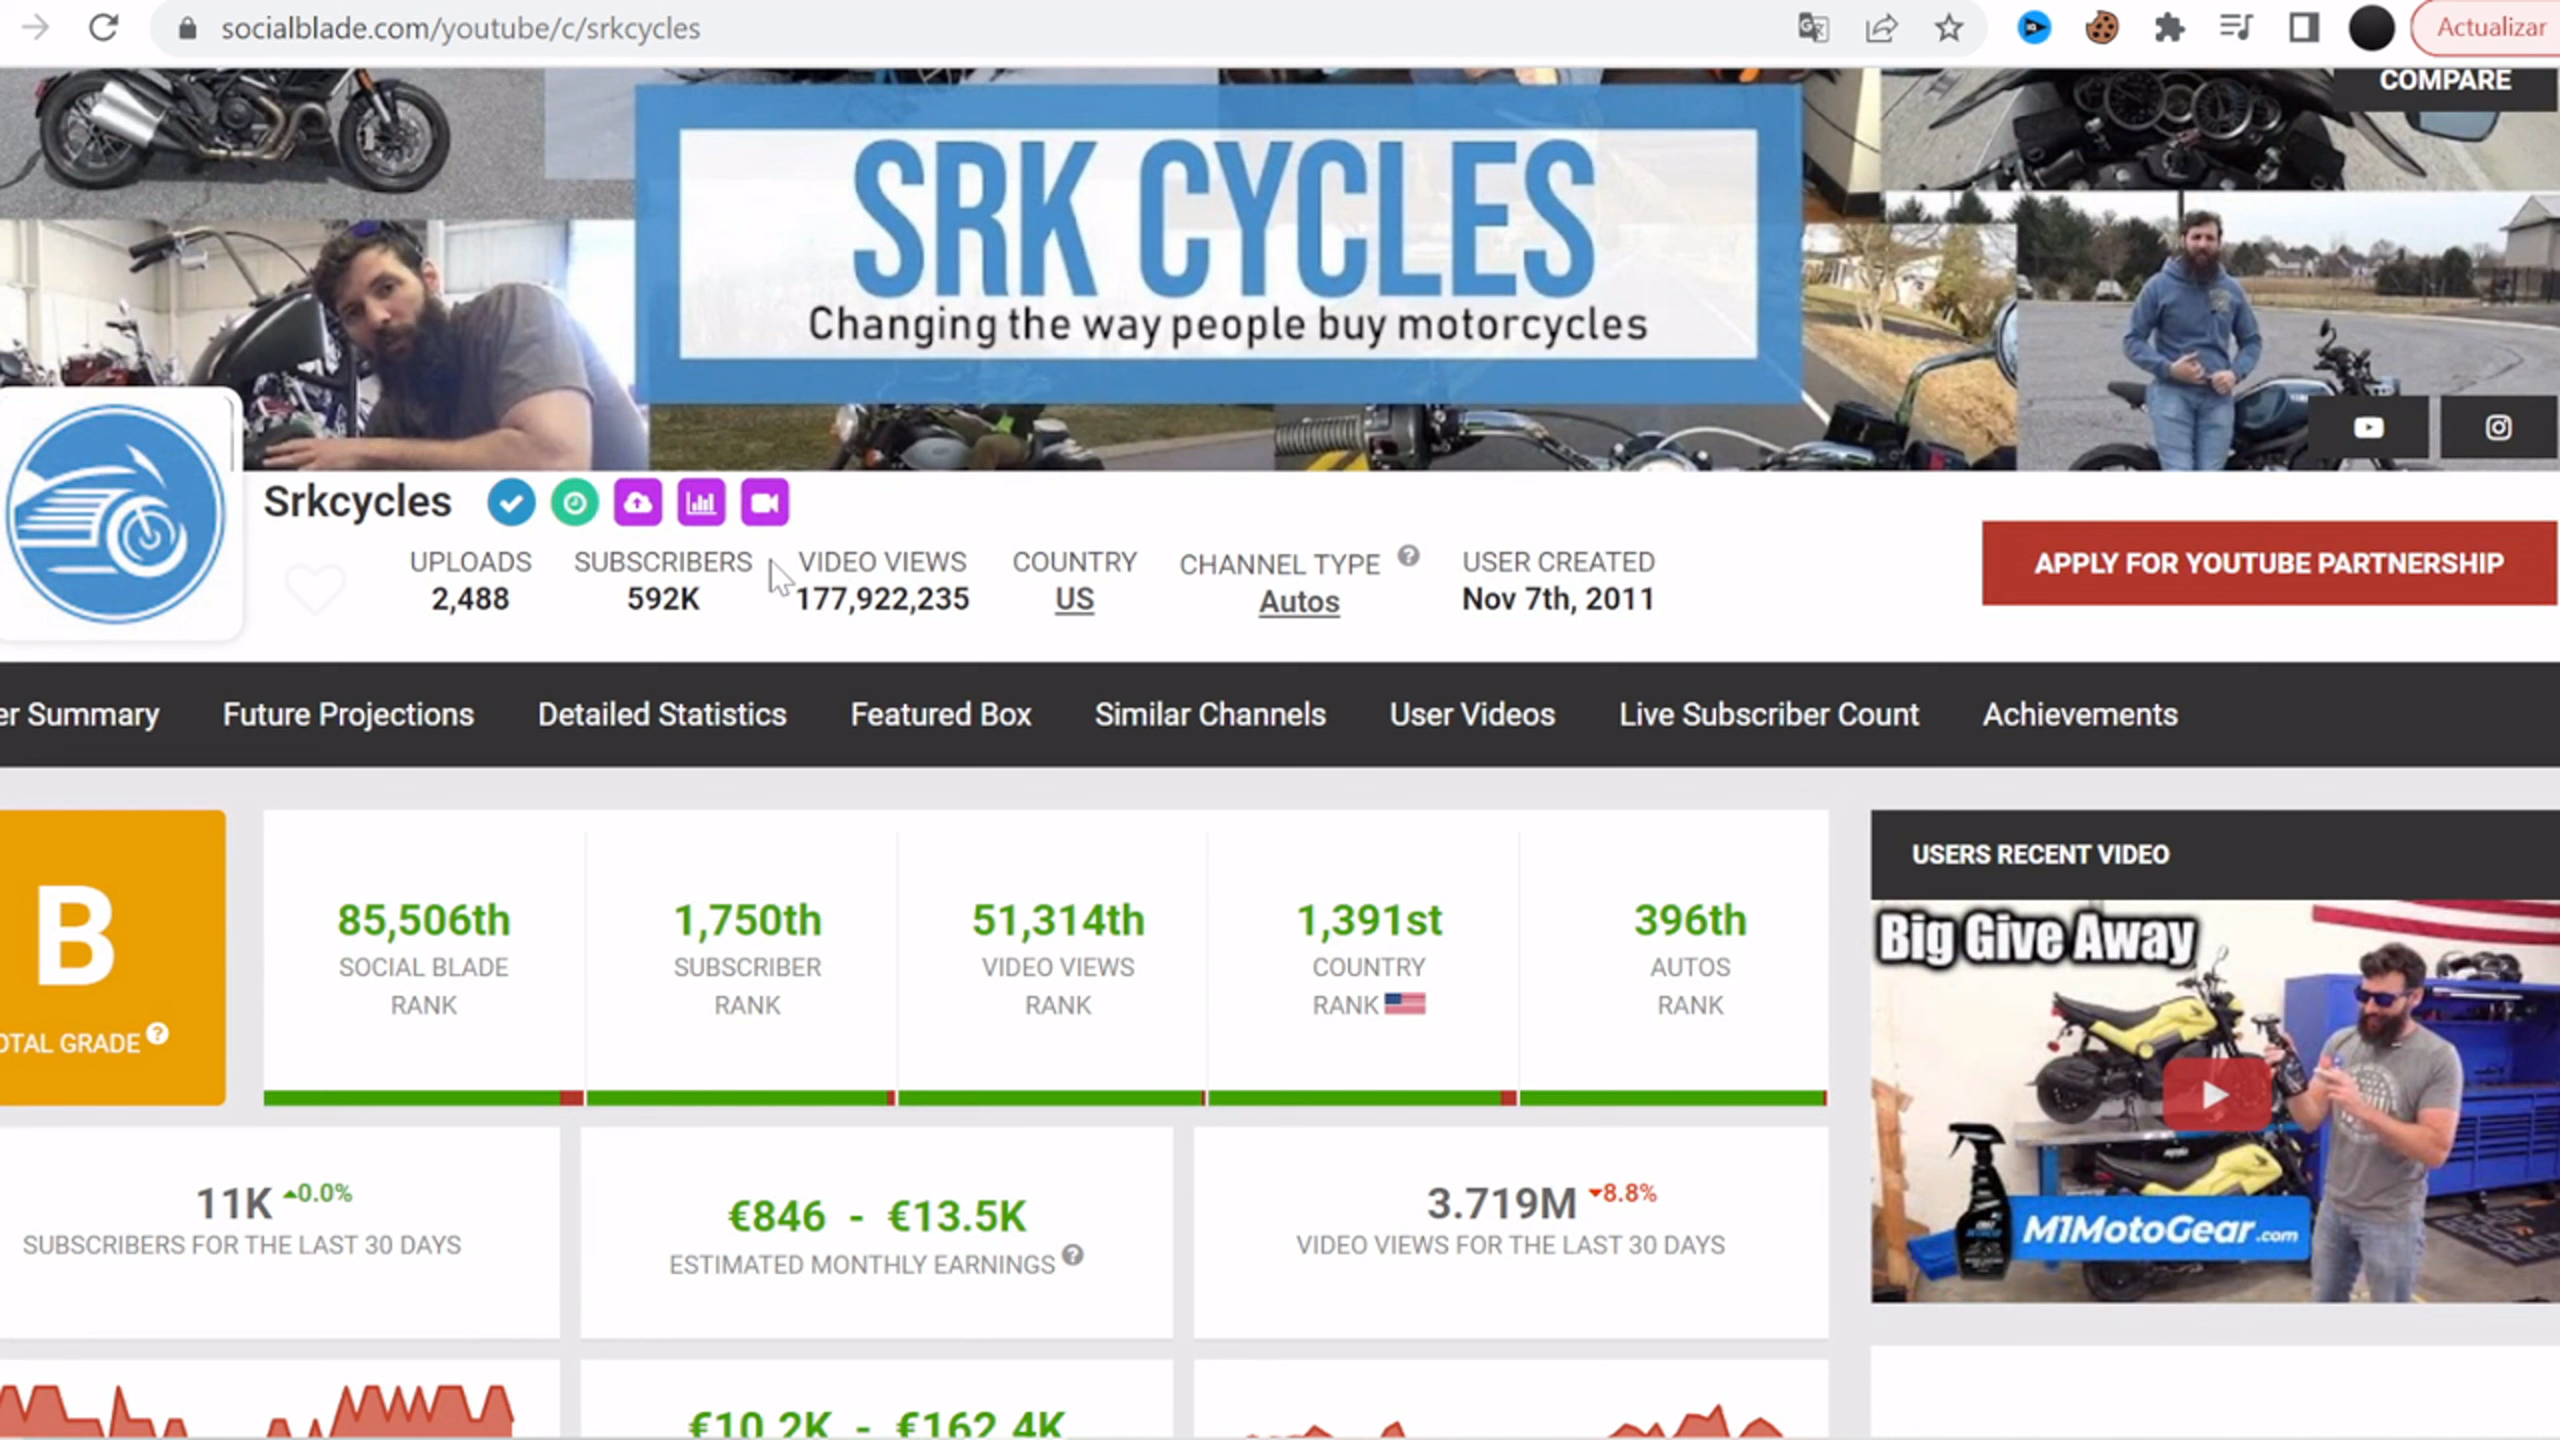 socialblade.com/youtube/c/srkcycles
Actualizar
COMPARE
SRK CYCLES
Changing the way people buy motorcycles
Srkcycles
UPLOADS
2,488
SUBSCRIBERS
592K
VIDEO VIEWS
177,922,235
COUNTRY
US
CHANNEL TYPE
Autos
USER CREATED
Nov 7th, 2011
APPLY FOR YOUTUBE PARTNERSHIP
er Summary
Future Projections
Detailed Statistics
Featured Box
Similar Channels
User Videos
Live Subscriber Count
Achievements
B
OTAL GRADE
85,506th
SOCIAL BLADE
RANK
1,750th
SUBSCRIBER
RANK
51,314th
VIDEO VIEWS
RANK
1,391st
COUNTRY
RANK
396th
AUTOS
RANK
USERS RECENT VIDEO
Big Give Away
M1MotoGear.com
11K 0.0%
SUBSCRIBERS FOR THE LAST 30 DAYS
€846 - €13.5K
ESTIMATED MONTHLY EARNINGS
3.719M 8.8%
VIDEO VIEWS FOR THE LAST 30 DAYS
€10.2K - €162.4K